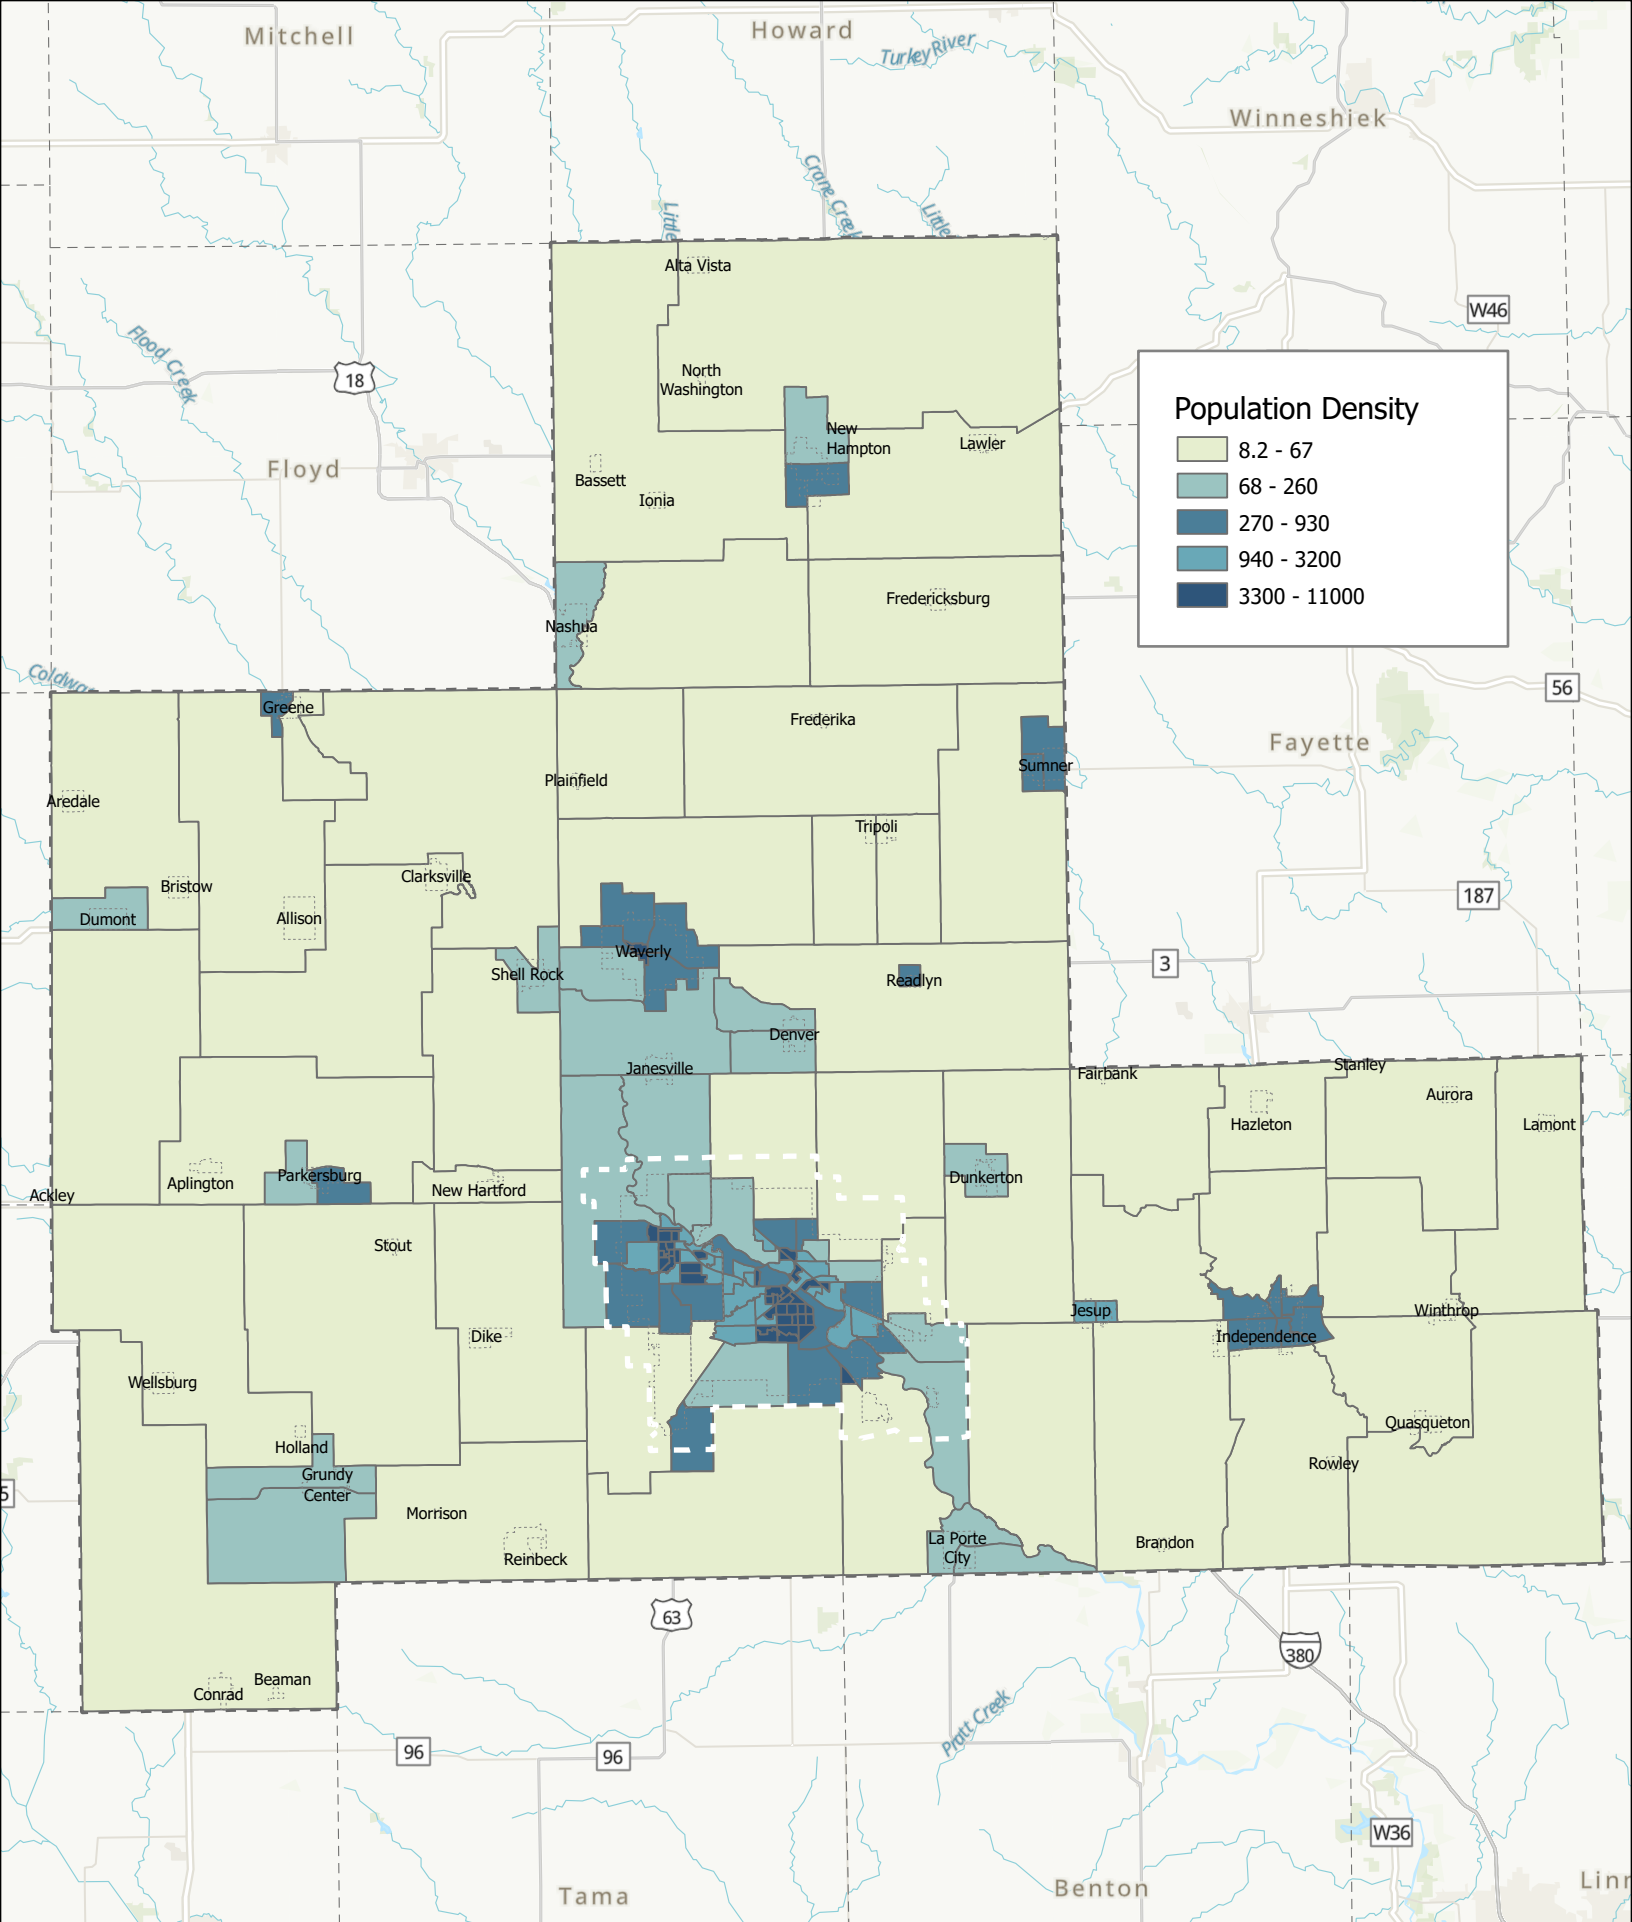 Mitchell
Howard
Turkey River
Winneshiek
Crane Creek
Little
Little
Alta Vista
W46
Flood Creek
18
North
Washington
Population Density
8.2 - 67
68 - 260
270 - 930
940 - 3200
3300 - 11000
New
Hampton
Lawler
Floyd
Bassett
Ionia
Fredericksburg
Nashua
Coldwa
56
Greene
Frederika
Fayette
Plainfield
Sumner
Aredale
Tripoli
Clarksville
Bristow
187
Dumont
Allison
Waverly
3
Shell Rock
Readlyn
Denver
Janesville
Stanley
Fairbank
Aurora
Hazleton
Lamont
Parkersburg
Dunkerton
Aplington
New Hartford
Ackley
Stout
Jesup
Winthrop
Dike
Independence
Wellsburg
Quasqueton
Holland
Rowley
Grundy
Center
5
Morrison
La Porte
City
Brandon
Reinbeck
63
380
Beaman
Conrad
Pratt Creek
96
96
W36
Benton
Linn
Tama